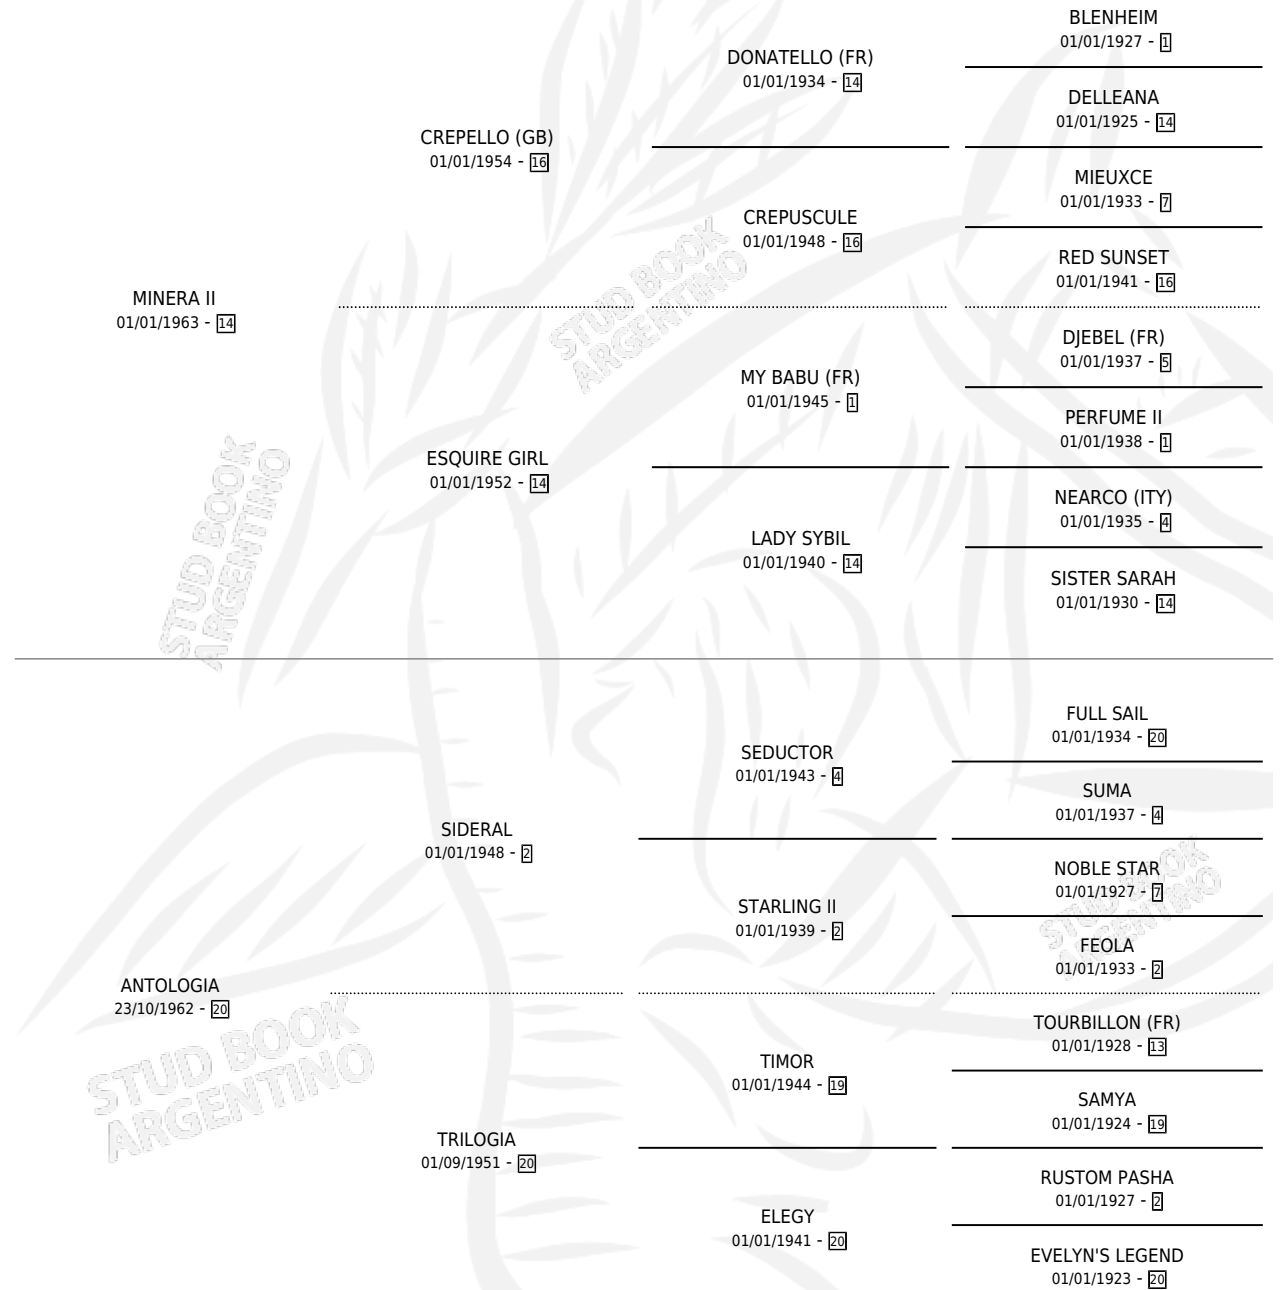 BLENHEIM
01/01/1927 - 1
DONATELLO (FR)
01/01/1934 - 14
DELLEANA
01/01/1925 - 14
CREPELLO (GB)
01/01/1954 - 16
MIEUXCE
01/01/1933 - 7
CREPUSCULE
01/01/1948 - 16
RED SUNSET
01/01/1941 - 16
MINERA II
01/01/1963 - 14
STUD BOOK
ARGENTINO
DJEBEL (FR)
01/01/1937 - 5
MY BABU (FR)
01/01/1945 - 1
PERFUME II
01/01/1938 - 1
ESQUIRE GIRL
01/01/1952 - 14
NEARCO (ITY)
01/01/1935 - 4
LADY SYBIL
01/01/1940 - 14
SISTER SARAH
01/01/1930 - 14
STUD BOOK
ARGENTINO
FULL SAIL
01/01/1934 - 20
SEDUCTOR
01/01/1943 - 4
SUMA
01/01/1937 - 4
SIDERAL
01/01/1948 - 2
NOBLE STAR
01/01/1927 - 7
STARLING II
01/01/1939 - 2
STUD BOOK
ARGENTINO
FEOLA
01/01/1933 - 2
ANTOLOGIA
23/10/1962 - 20
TOURBILLON (FR)
01/01/1928 - 13
TIMOR
01/01/1944 - 19
SAMYA
01/01/1924 - 19
STUD BOOK
ARGENTINO
TRILOGIA
01/09/1951 - 20
RUSTOM PASHA
01/01/1927 - 2
ELEGY
01/01/1941 - 20
EVELYN'S LEGEND
01/01/1923 - 20